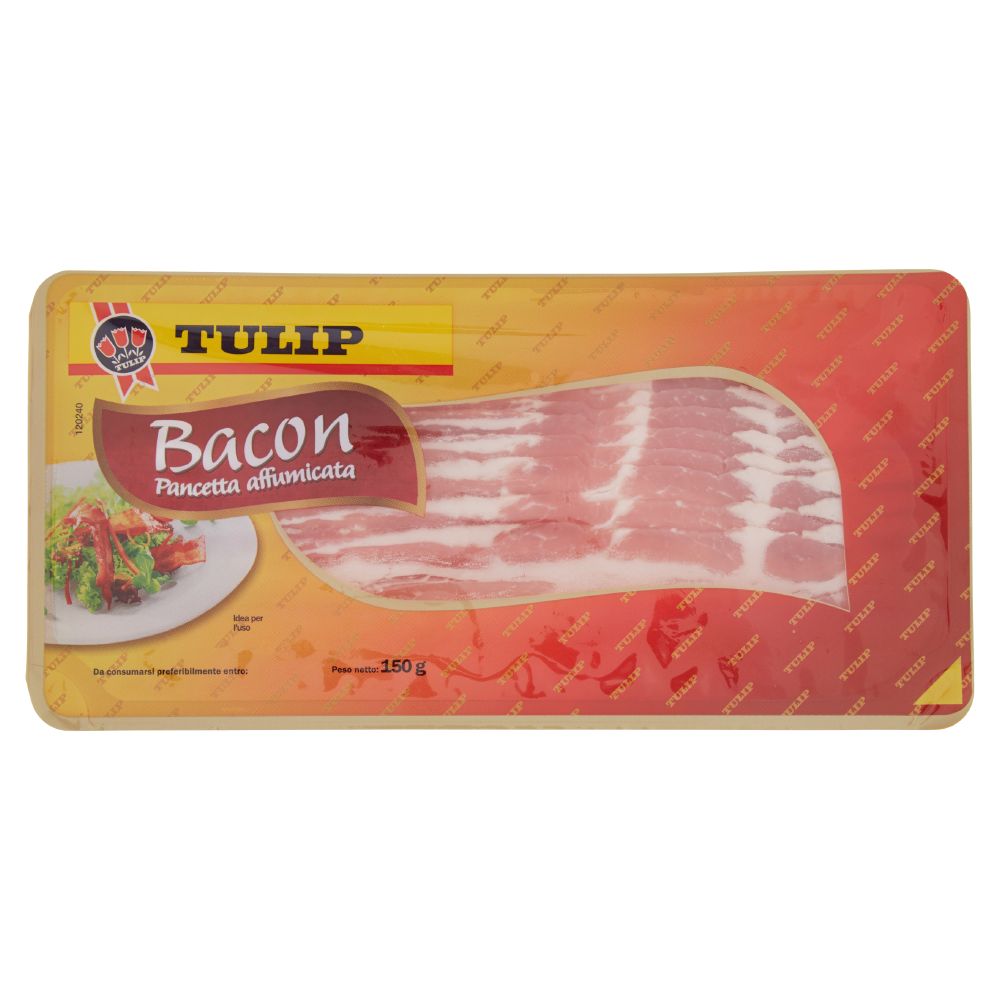 TULIP
TULIP
120240
Bacon
Pancetta affumicata
Idea per
l'uso
Da consumarsi preferibilmente entro:
Peso netto: 150 g